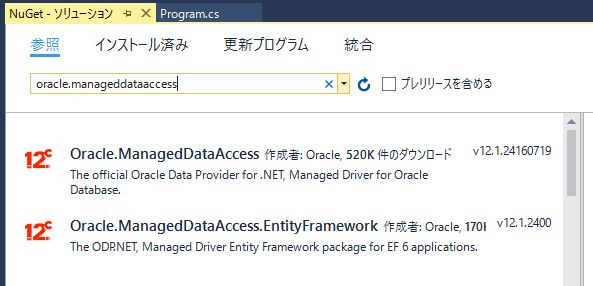 NuGet - ソリューション Program.cs
参照 インストール済み 更新プログラム 統合
oracle.manageddataaccess プレリリースを含める
12c Oracle.ManagedDataAccess 作成者: Oracle, 520K 件のダウンロード v12.1.24160719
The official Oracle Data Provider for .NET, Managed Driver for Oracle
Database.
12c Oracle.ManagedDataAccess.EntityFramework 作成者: Oracle, 170 v12.1.2400
The ODP.NET, Managed Driver Entity Framework package for EF 6 applications.